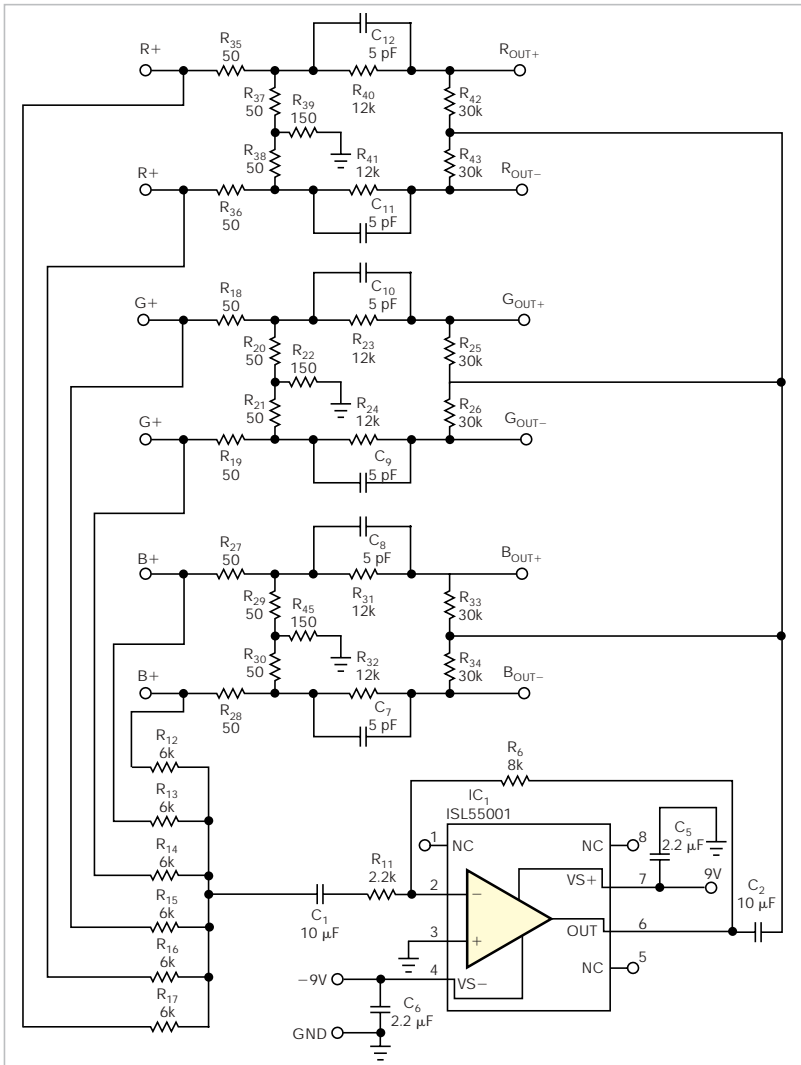 R+
R35
50
C12
5 pF
ROUT+
R37
50
R39
150
R40
12k
R42
30k
R38
50
R41
12k
R43
30k
R+
R36
50
C11
5 pF
ROUT−
G+
R18
50
C10
5 pF
GOUT+
R20
50
R22
150
R23
12k
R25
30k
R21
50
R24
12k
R26
30k
G+
R19
50
C9
5 pF
GOUT−
B+
R27
50
C8
5 pF
BOUT+
R29
50
R45
150
R31
12k
R33
30k
R30
50
R32
12k
R34
30k
B+
R28
50
C7
5 pF
BOUT−
R12
6k
R13
6k
R14
6k
R15
6k
R16
6k
R17
6k
C1
10 µF
R11
2.2k
R6
8k
IC1
ISL55001
1
NC
NC
8
C5
2.2 µF
VS+
7
9V
2
−
3
+
OUT
6
C2
10 µF
NC
5
−9V
4
VS−
C6
2.2 µF
GND